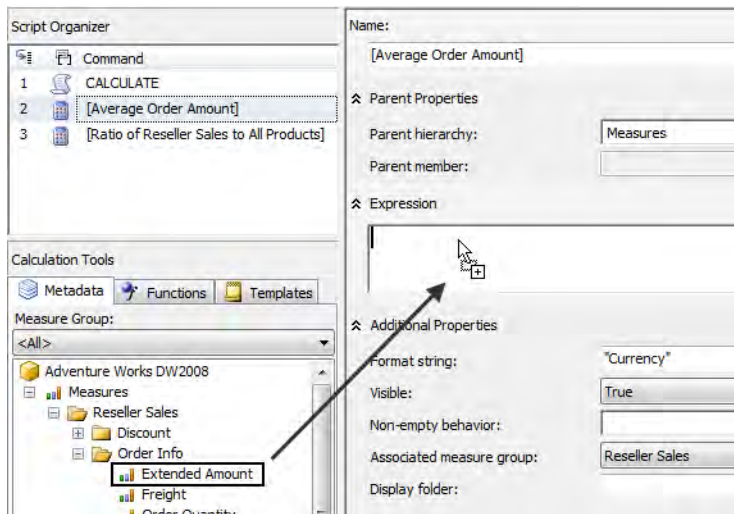 Script Organizer
Command
1 CALCULATE
2 [Average Order Amount]
3 [Ratio of Reseller Sales to All Products]
Calculation Tools
Metadata Functions Templates
Measure Group:
<All>
Adventure Works DW2008
Measures
Reseller Sales
Discount
Order Info
Extended Amount
Freight
Order Quantity
Name:
[Average Order Amount]
Parent Properties
Parent hierarchy: Measures
Parent member:
Expression
Additional Properties
Format string: "Currency"
Visible: True
Non-empty behavior:
Associated measure group: Reseller Sales
Display folder: